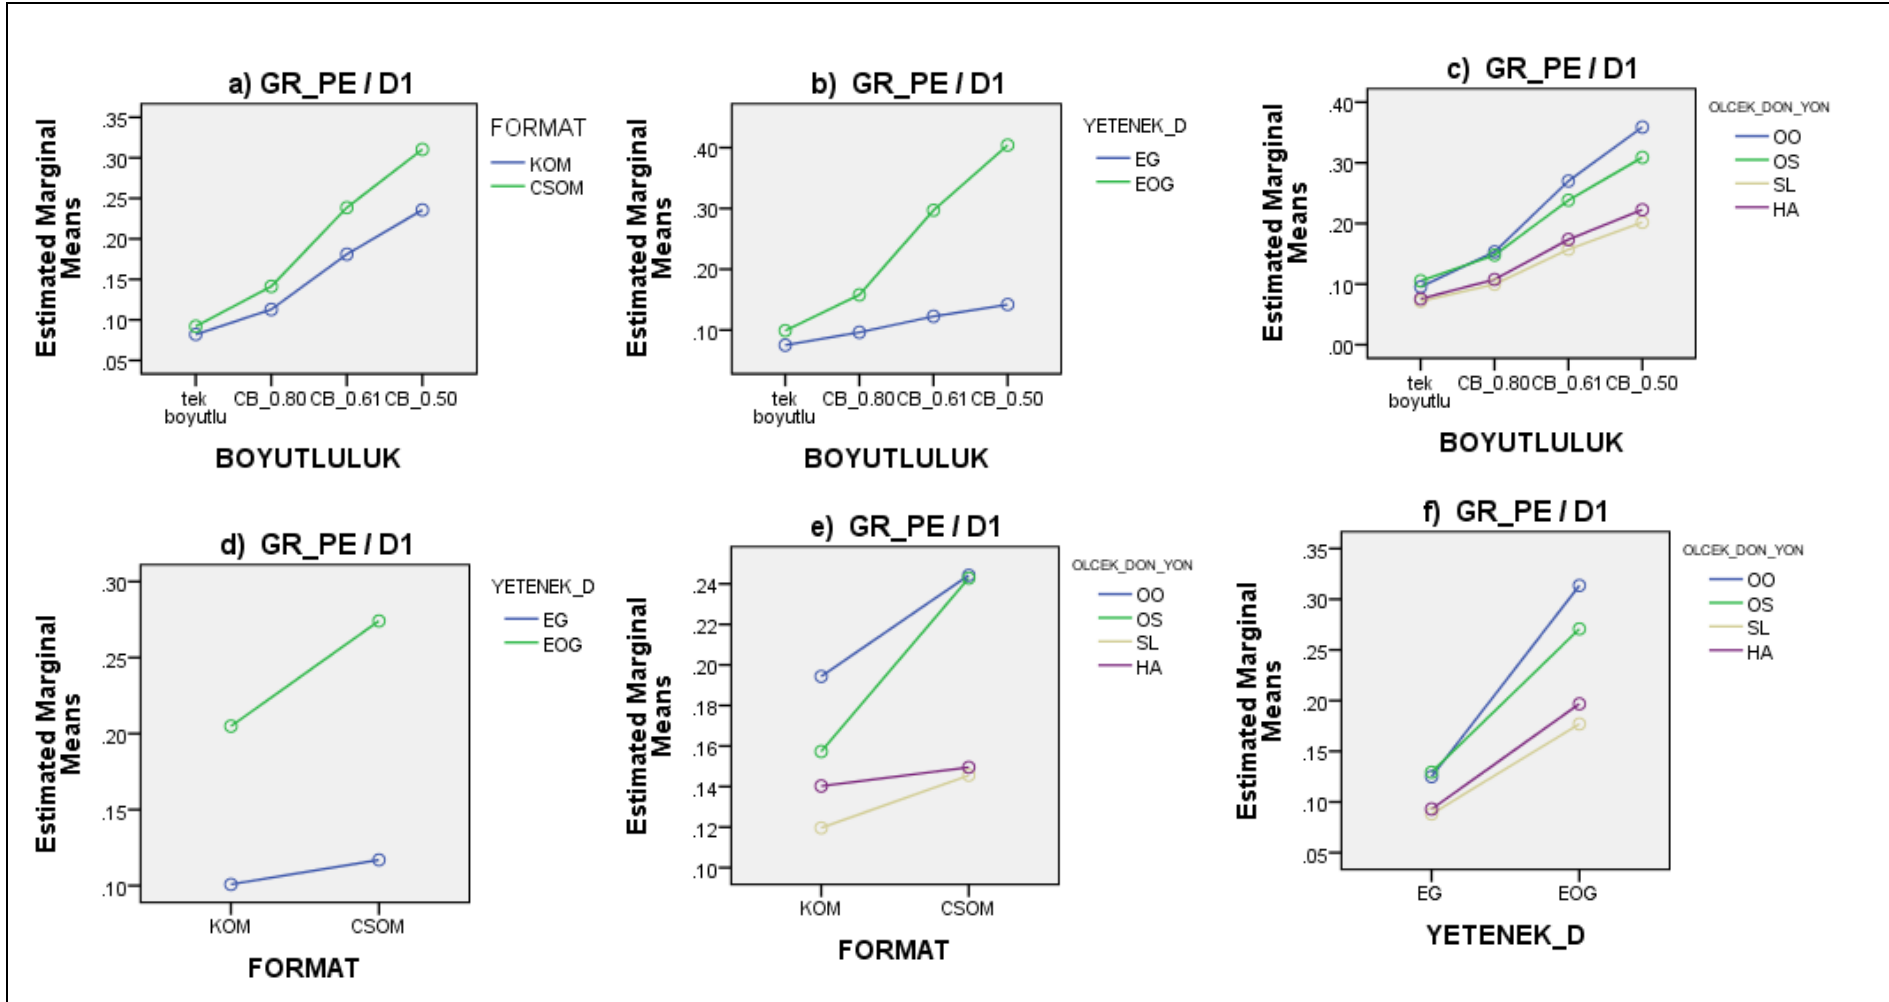 a) GR_PE / D1
Estimated Marginal
Means
.35
.30
.25
.20
.15
.10
.05
tek
boyutlu
CB_0.80
CB_0.61
CB_0.50
BOYUTLULUK
FORMAT
KOM
CSOM
b) GR_PE / D1
Estimated Marginal
Means
.40
.30
.20
.10
tek
boyutlu
CB_0.80
CB_0.61
CB_0.50
BOYUTLULUK
YETENEK_D
EG
EOG
c) GR_PE / D1
Estimated Marginal
Means
.40
.30
.20
.10
.00
tek
boyutlu
CB_0.80
CB_0.61
CB_0.50
BOYUTLULUK
OLCEK_DON_YON
OO
OS
SL
HA
d) GR_PE / D1
Estimated Marginal
Means
.30
.25
.20
.15
.10
KOM
CSOM
FORMAT
YETENEK_D
EG
EOG
e) GR_PE / D1
Estimated Marginal
Means
.24
.22
.20
.18
.16
.14
.12
.10
KOM
CSOM
FORMAT
OLCEK_DON_YON
OO
OS
SL
HA
f) GR_PE / D1
Estimated Marginal
Means
.35
.30
.25
.20
.15
.10
.05
EG
EOG
YETENEK_D
OLCEK_DON_YON
OO
OS
SL
HA